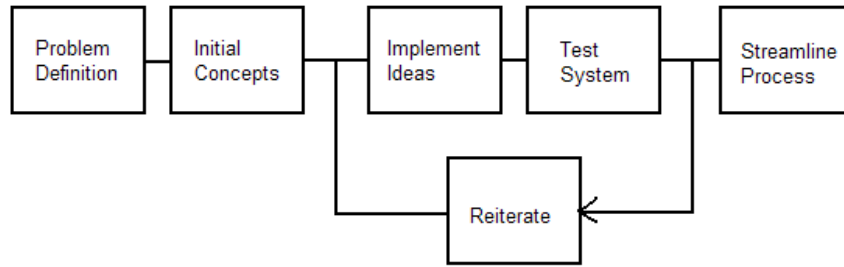 Problem
Definition
Initial
Concepts
Implement
Ideas
Test
System
Streamline
Process
Reiterate